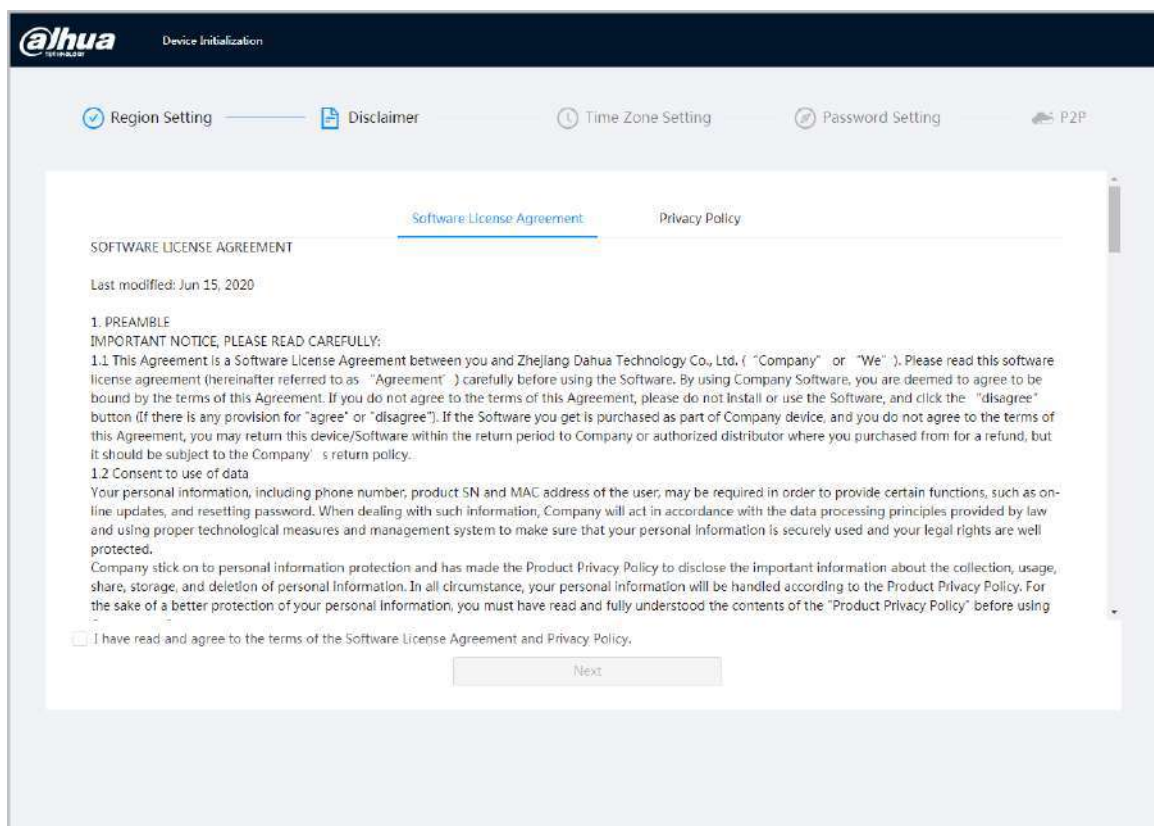 alhua
TECHNOLOGY
Device Initialization
Region Setting
Disclaimer
Time Zone Setting
Password Setting
P2P
Software License Agreement
Privacy Policy
SOFTWARE LICENSE AGREEMENT
Last modified: Jun 15, 2020
1. PREAMBLE
IMPORTANT NOTICE, PLEASE READ CAREFULLY:
1.1 This Agreement is a Software License Agreement between you and Zhejiang Dahua Technology Co., Ltd. ( “Company” or “We” ). Please read this software
license agreement (hereinafter referred to as “Agreement’ ) carefully before using the Software. By using Company Software, you are deemed to agree to be
bound by the terms of this Agreement. If you do not agree to the terms of this Agreement, please do not install or use the Software, and click the “disagree”
button (If there is any provision for "agree" or "disagree"). If the Software you get is purchased as part of Company device, and you do not agree to the terms of
this Agreement, you may return this device/Software within the return period to Company or authorized distributor where you purchased from for a refund, but
it should be subject to the Company’ s return policy.
1.2 Consent to use of data
Your personal information, including phone number, product SN and MAC address of the user, may be required in order to provide certain functions, such as on-
line updates, and resetting password. When dealing with such information, Company will act in accordance with the data processing principles provided by law
and using proper technological measures and management system to make sure that your personal information is securely used and your legal rights are well
protected.
Company stick on to personal information protection and has made the Product Privacy Policy to disclose the important information about the collection, usage,
share, storage, and deletion of personal information. In all circumstance, your personal information will be handled according to the Product Privacy Policy. For
the sake of a better protection of your personal information, you must have read and fully understood the contents of the "Product Privacy Policy" before using
I have read and agree to the terms of the Software License Agreement and Privacy Policy.
Next